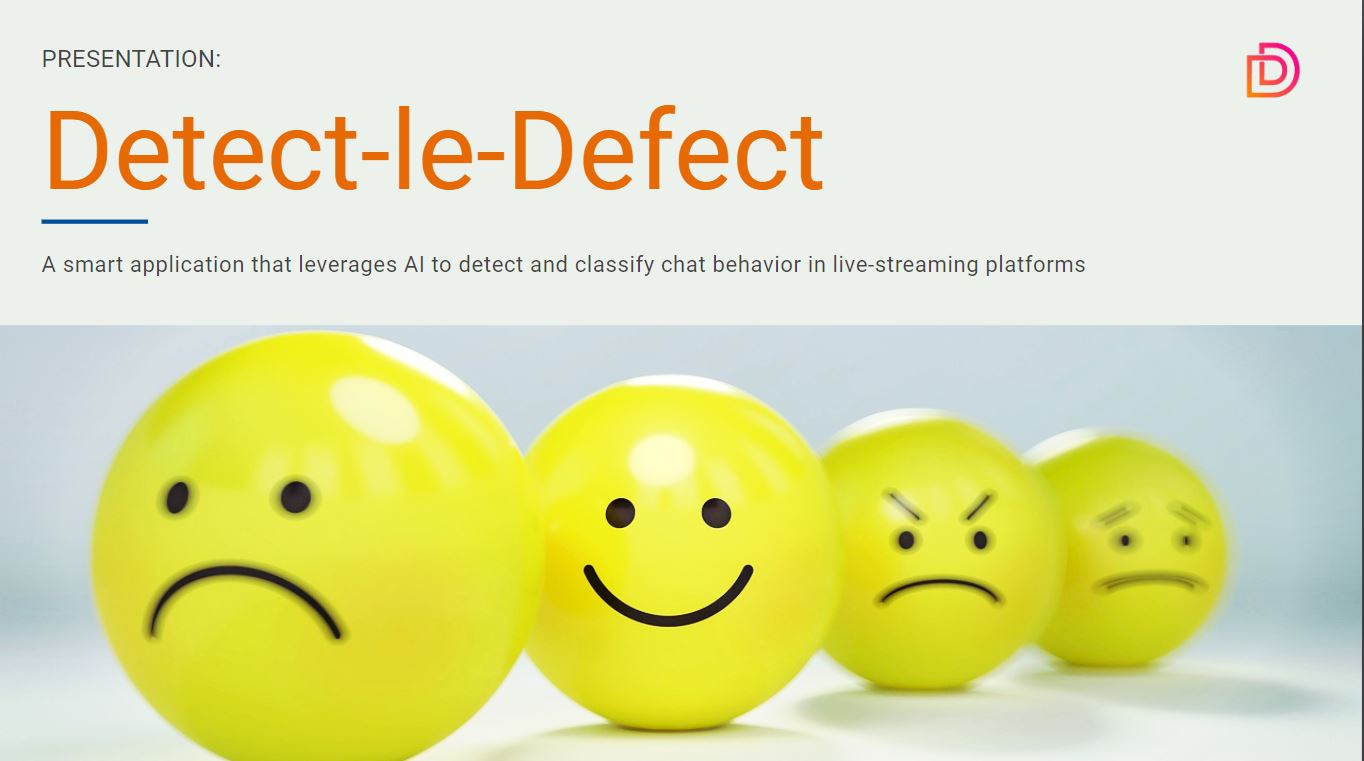 PRESENTATION:
Detect-le-Defect
A smart application that leverages AI to detect and classify chat behavior in live-streaming platforms